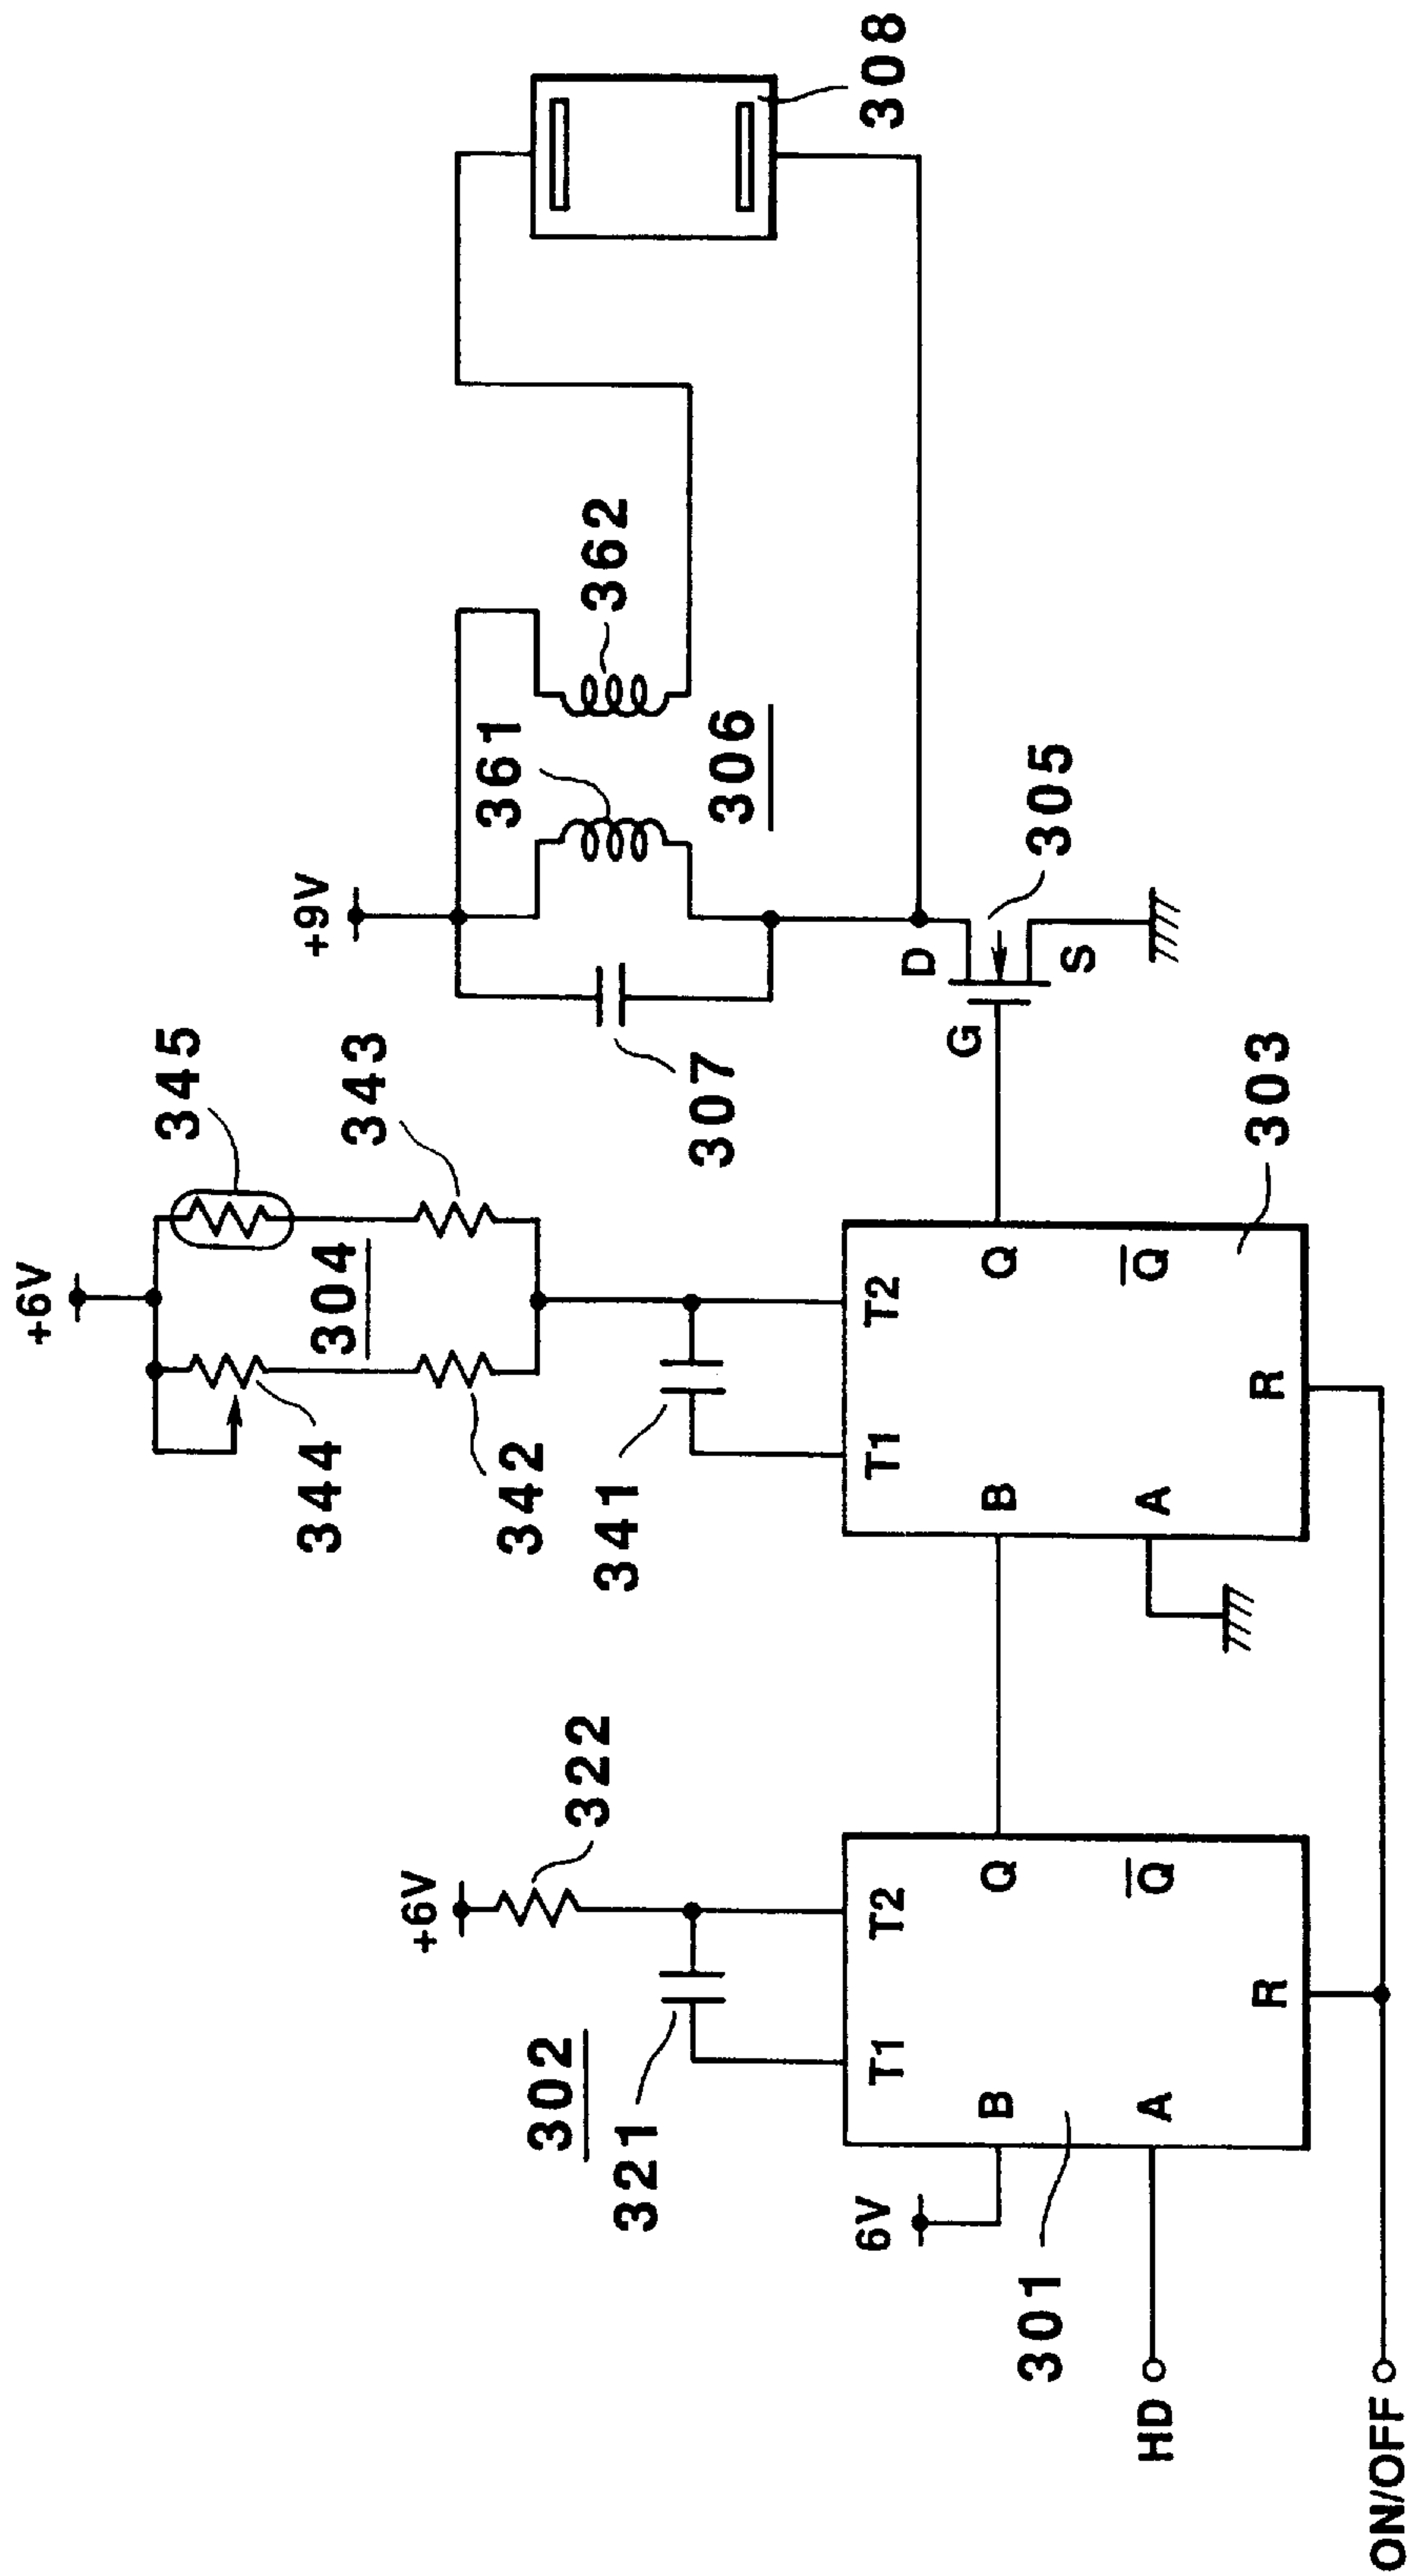 308
362
361
306
+9V
305
D
S
G
307
345
343
+6V
304
344
342
341
303
T2
T1
Q
Q̅
B
A
R
+6V
322
302
321
T2
T1
Q
Q̅
B
A
R
6V
301
HD
ON/OFF